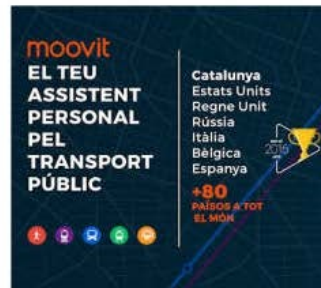 moovit
EL TEU
ASSISTENT
PERSONAL
PEL
TRANSPORT
PÚBLIC
Catalunya
Estats Units
Regne Unit
Rússia
Itàlia
Bèlgica
Espanya
+80
PAÏSOS A TOT
EL MÓN
2016